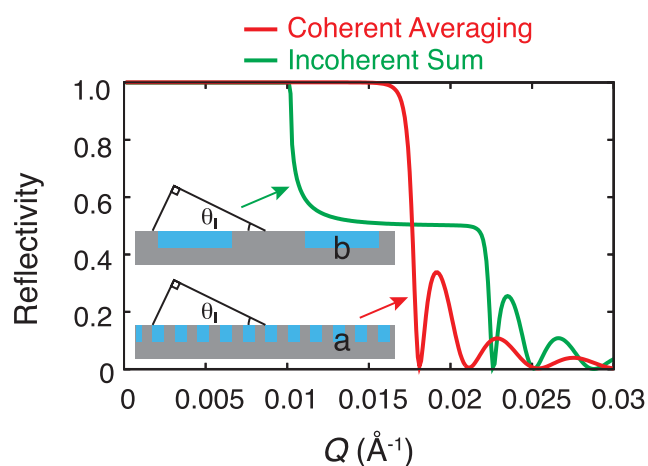 Coherent Averaging
Incoherent Sum
1.0
0.8
0.6
0.4
0.2
0
Reflectivity
θI
b
θI
a
0 0.005 0.01 0.015 0.02 0.025 0.03
Q (Å⁻¹)